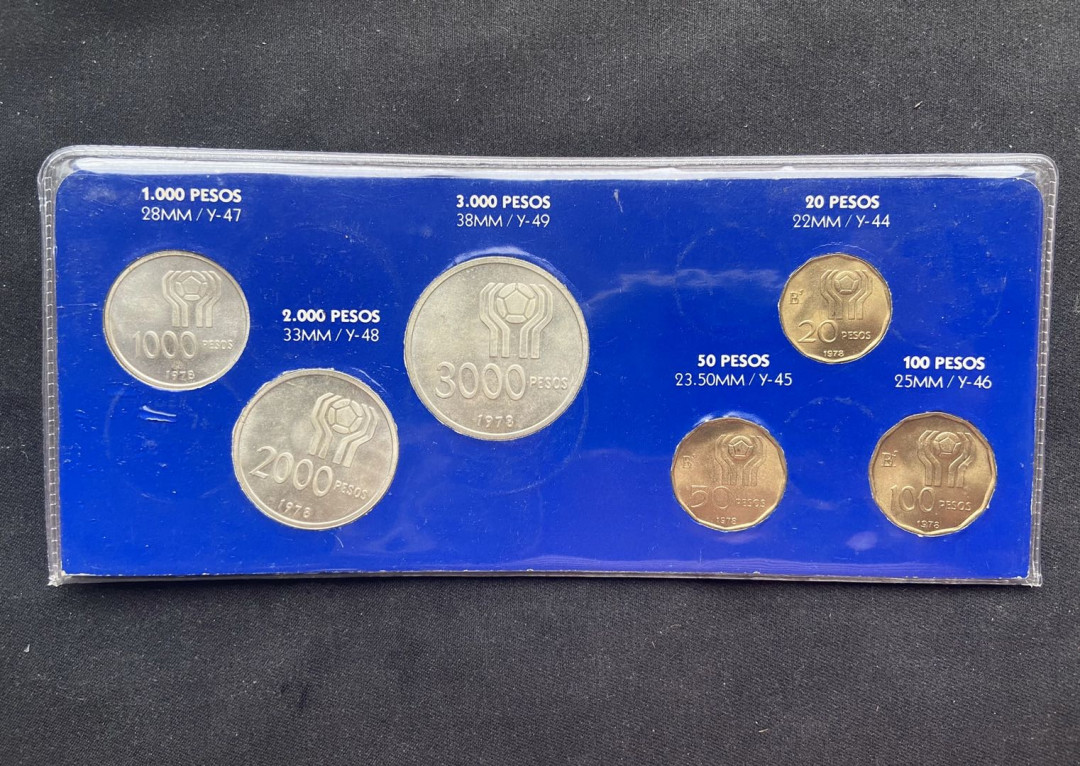 1.000 PESOS
28MM / Y-47
3.000 PESOS
38MM / Y-49
20 PESOS
22MM / Y-44
2.000 PESOS
33MM / Y-48
50 PESOS
23.50MM / Y-45
100 PESOS
25MM / Y-46
1000 PESOS
1978
2000 PESOS
1978
3000 PESOS
1978
20 PESOS
1978
50 PESOS
1978
100 PESOS
1978